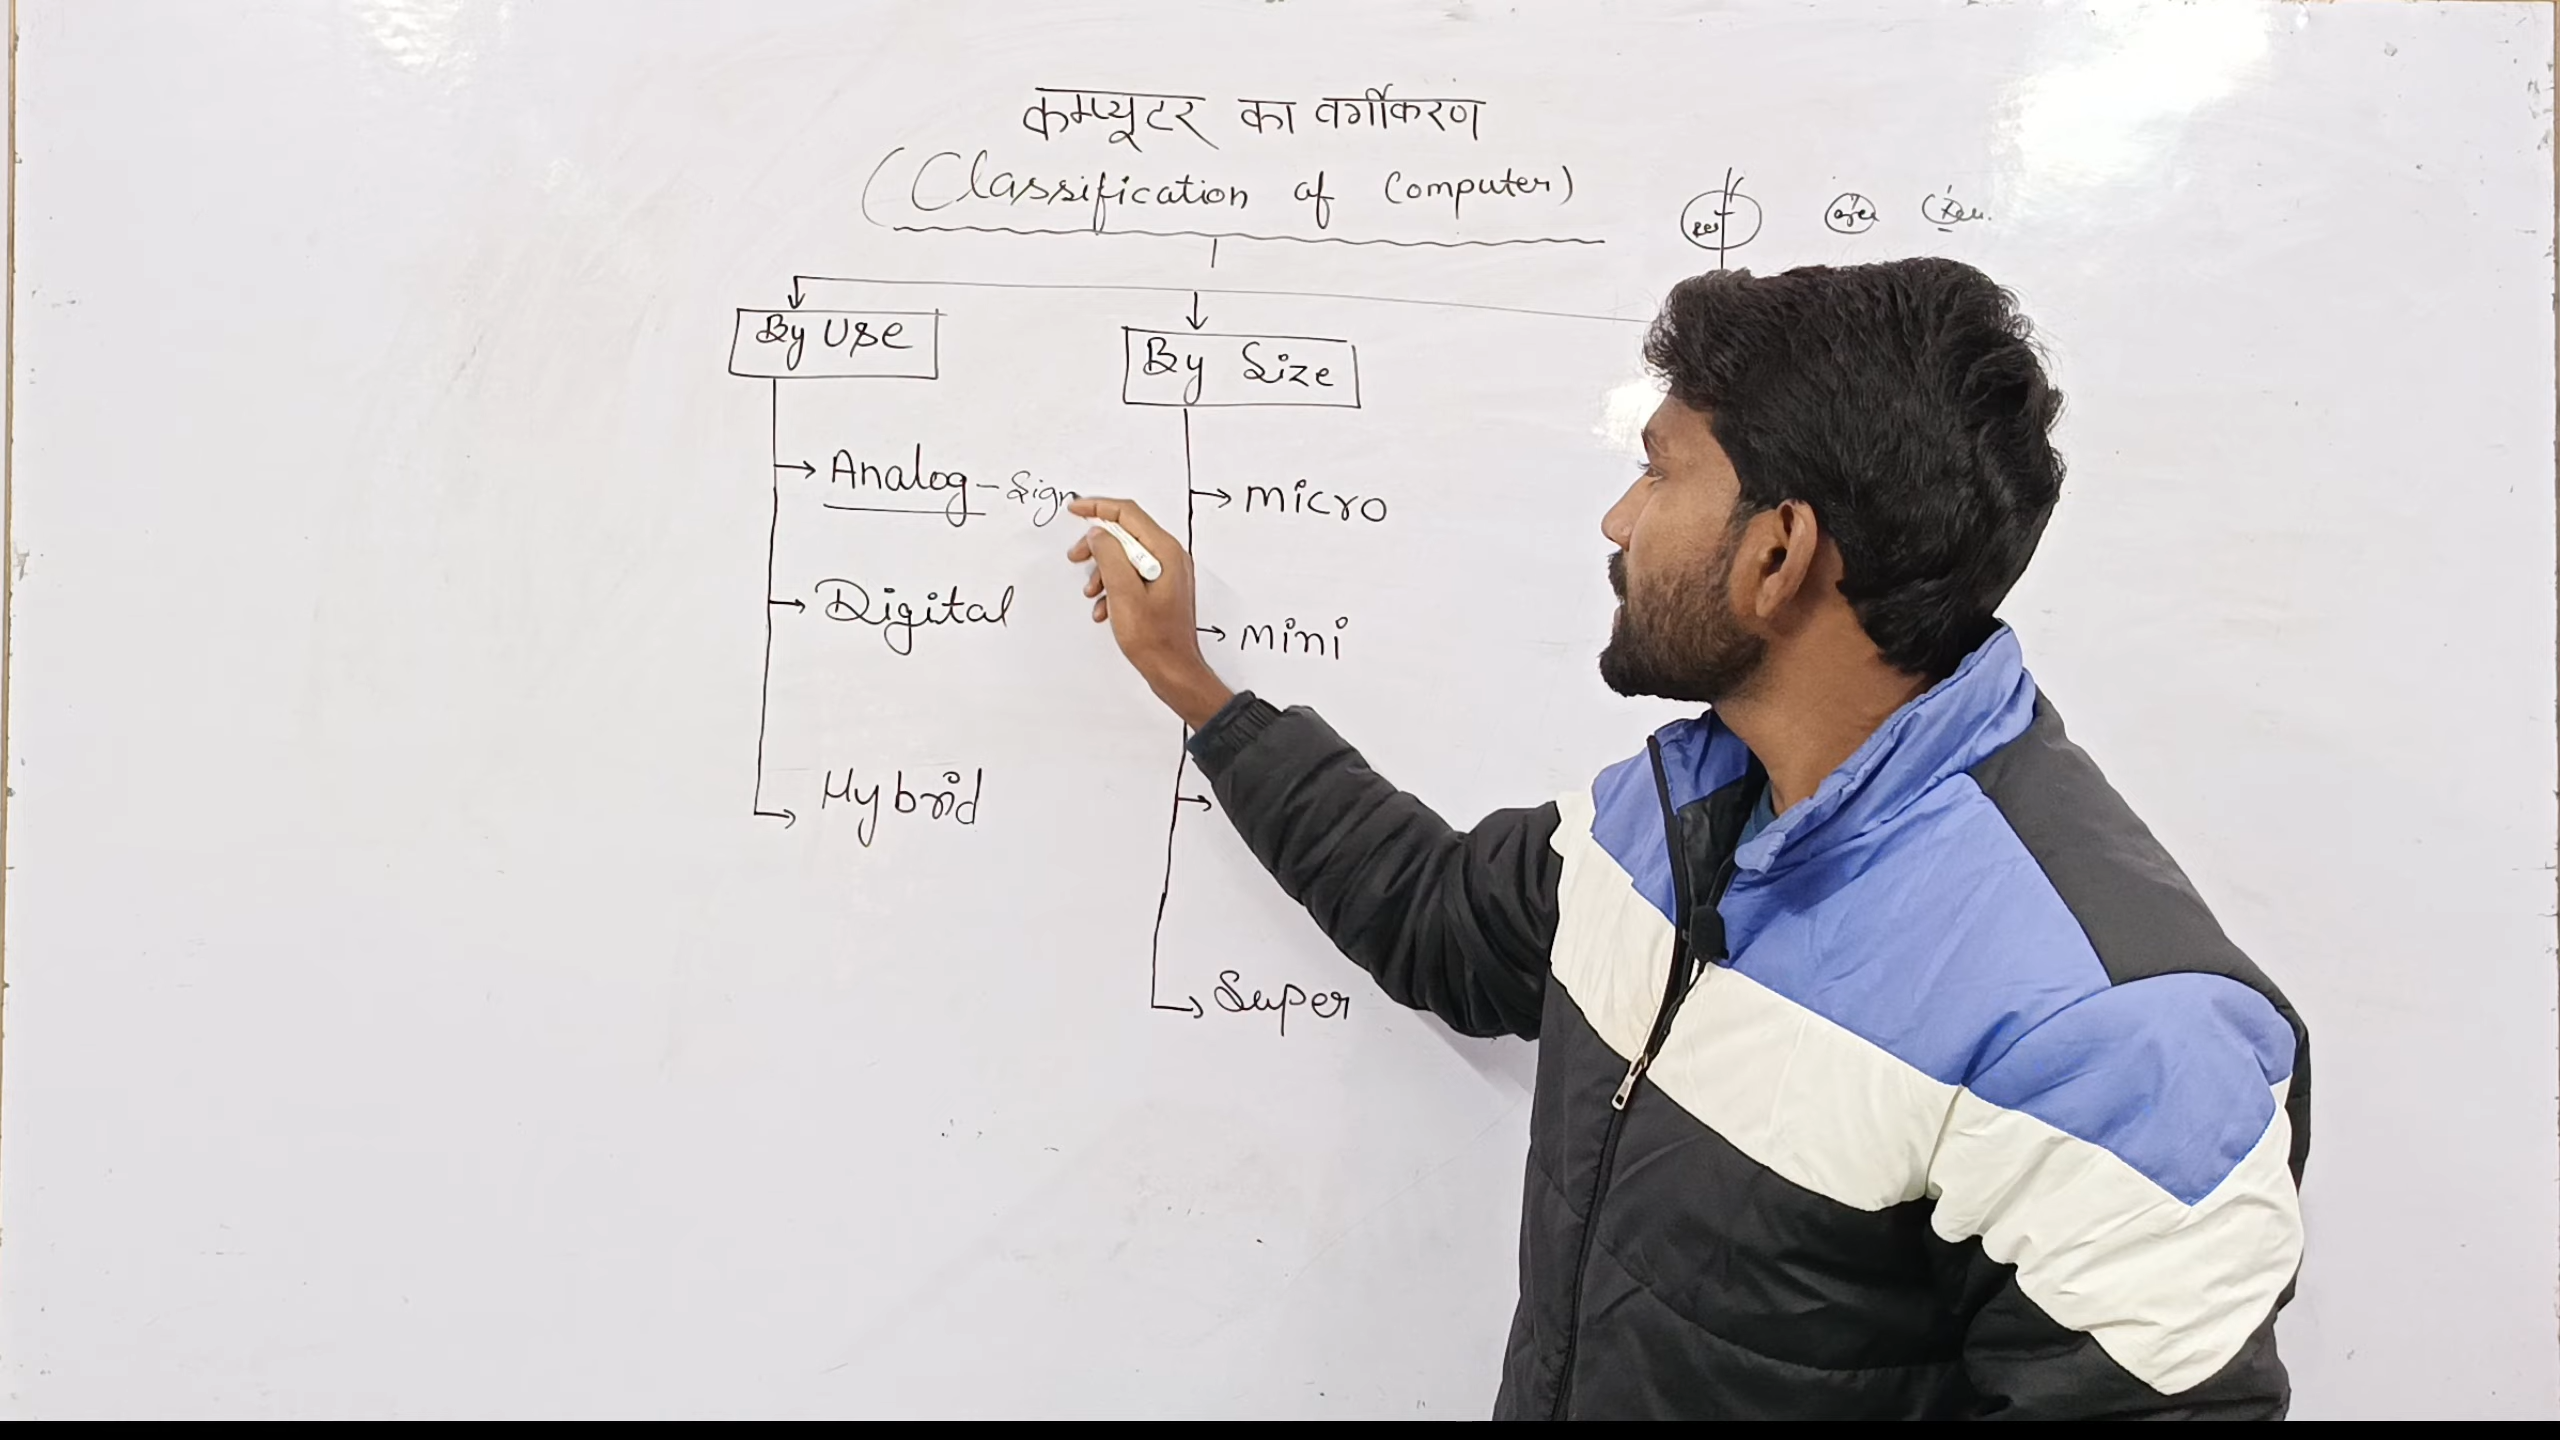 कम्प्यूटर का वर्गीकरण
(Classification of Computer)
By Use
By Size
Analog - Sign
micro
Digital
mini
Hybrid
Super